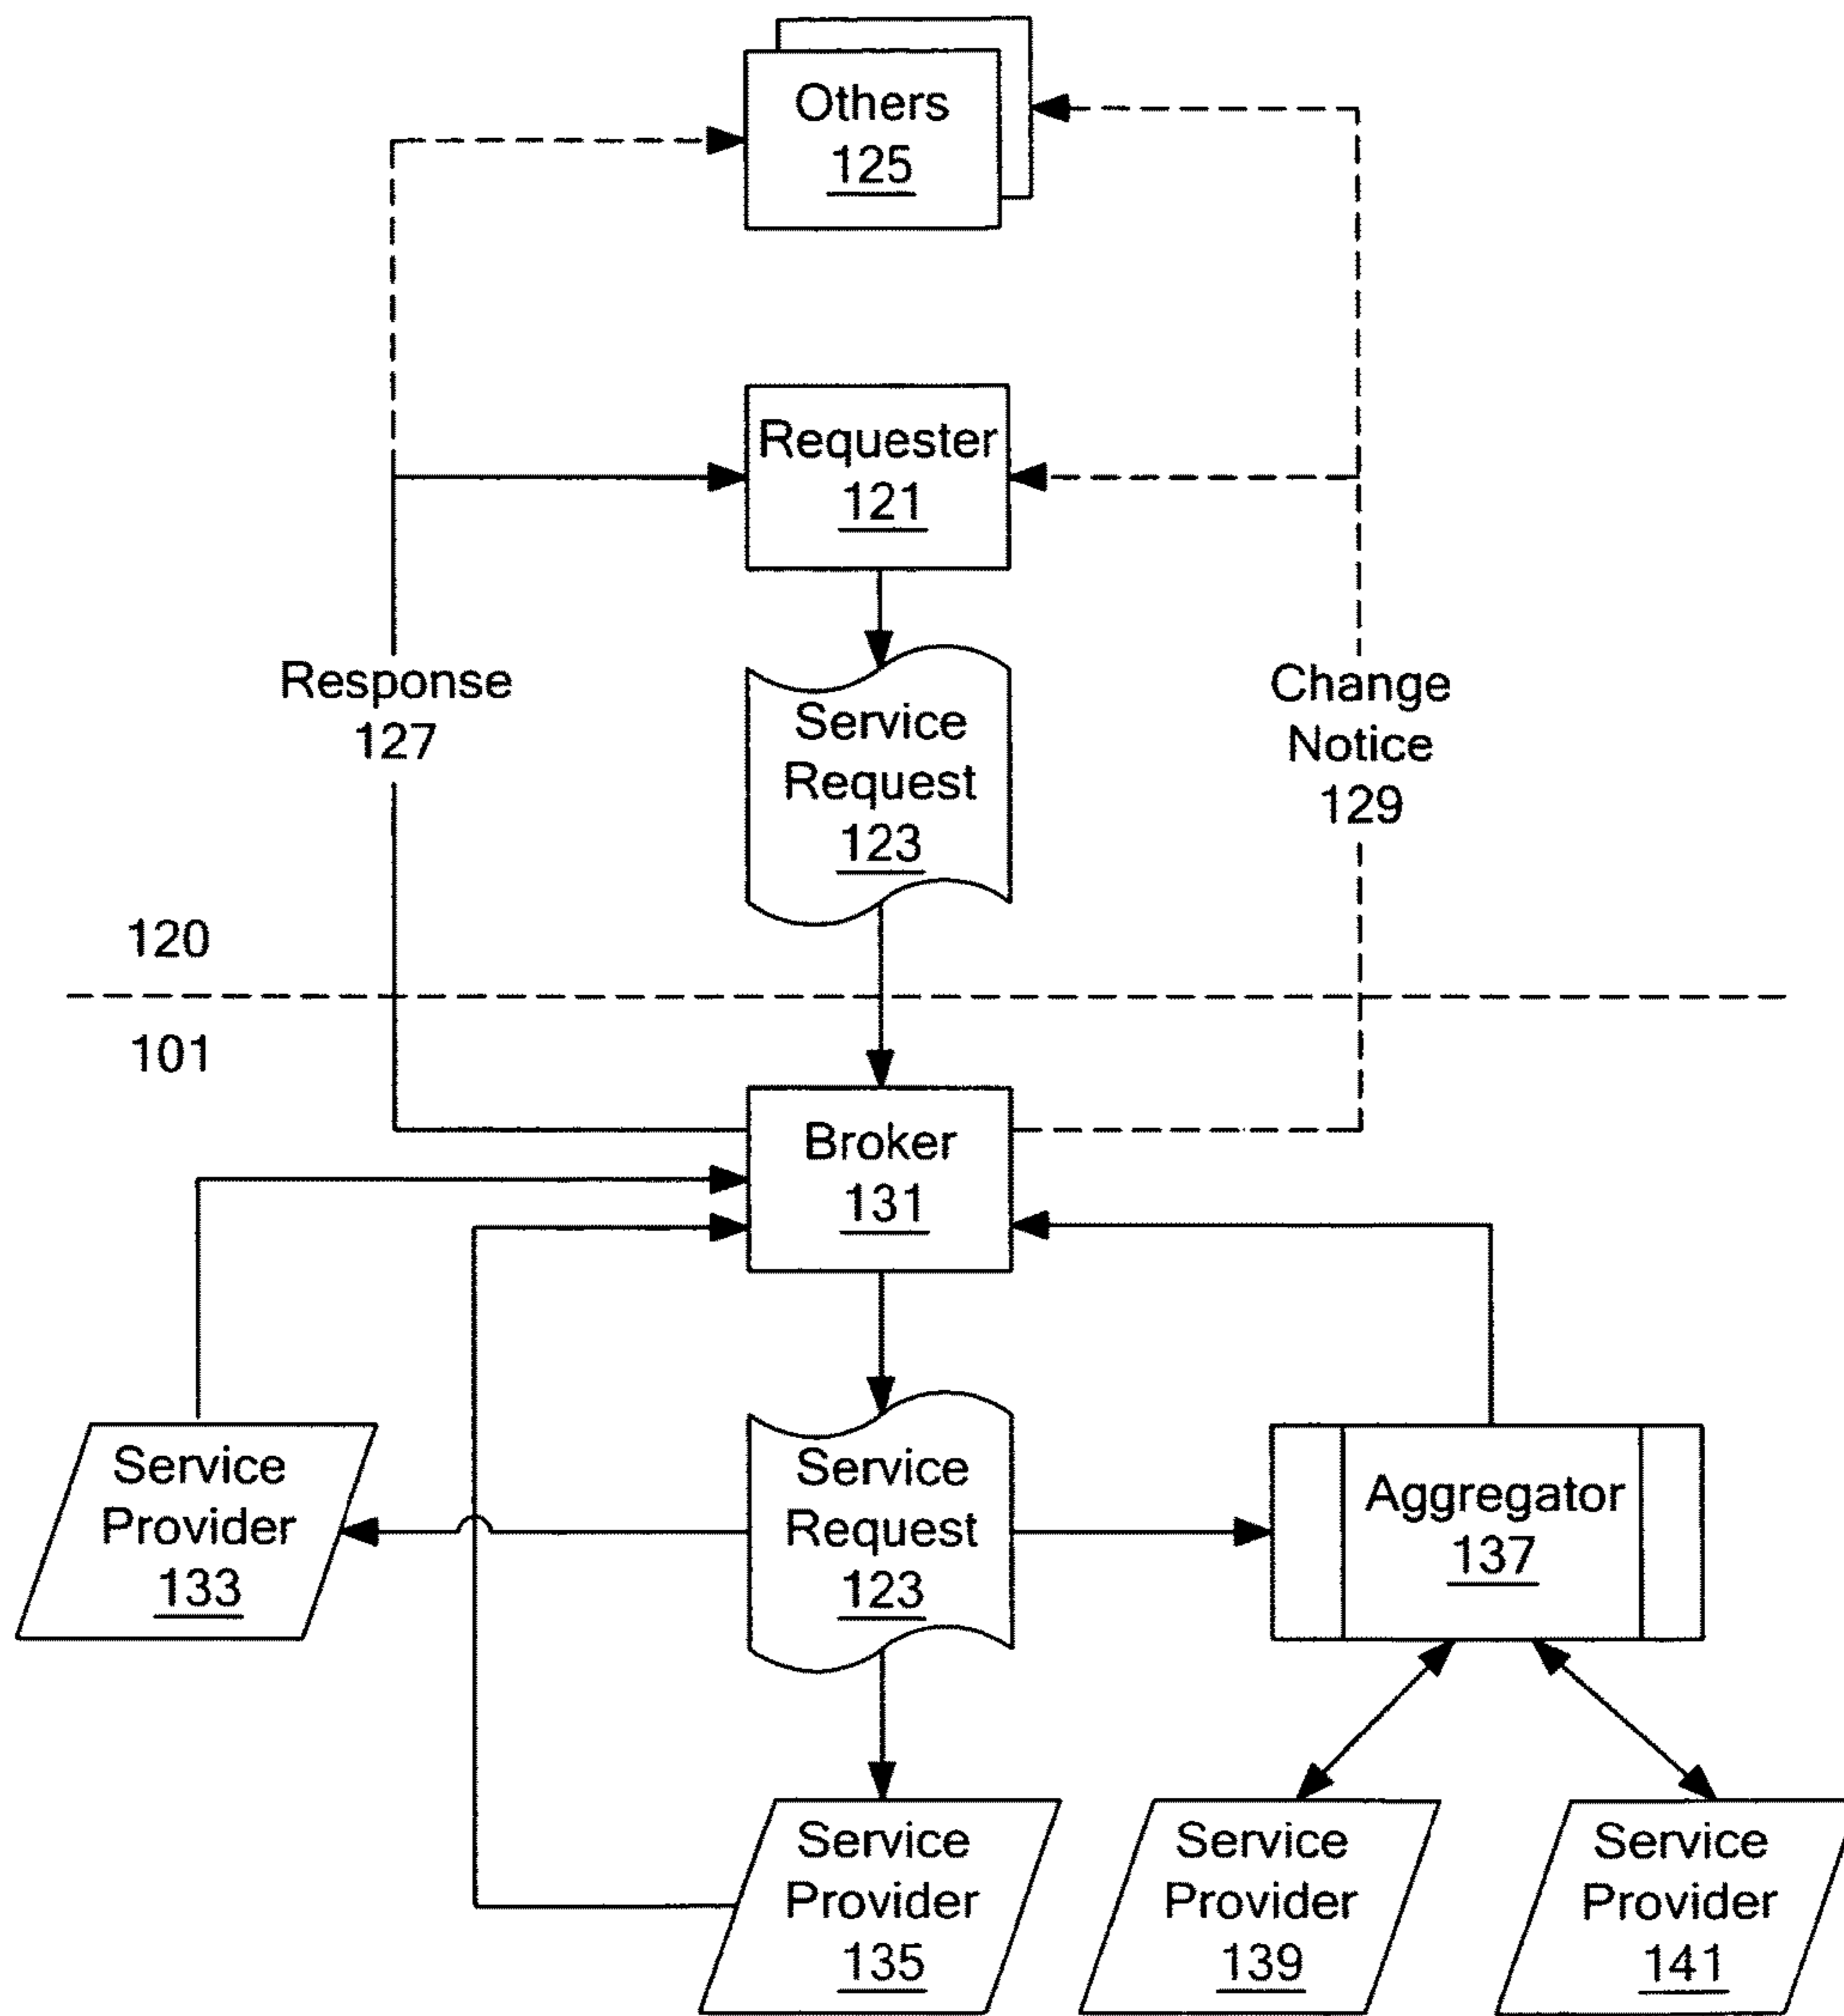 Others
125
Requester
121
Response
127
Service
Request
123
Change
Notice
129
120
101
Broker
131
Service
Provider
133
Service
Request
123
Aggregator
137
Service
Provider
135
Service
Provider
139
Service
Provider
141